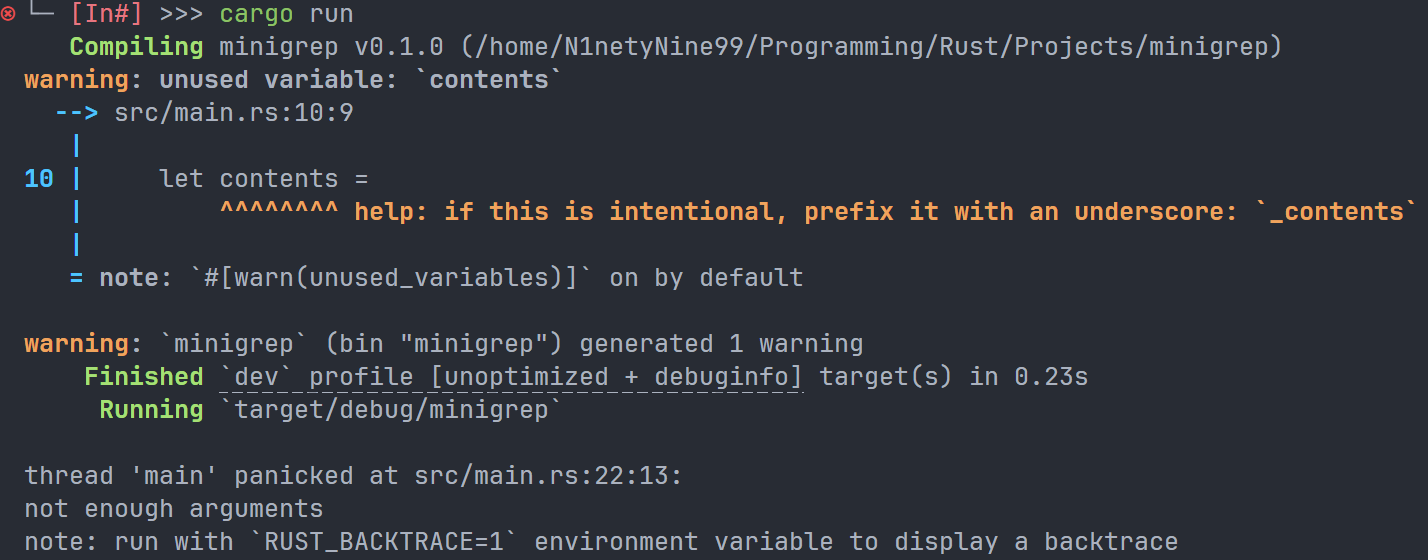 └─ [In#] >>> cargo run
Compiling minigrep v0.1.0 (/home/N1netyNine99/Programming/Rust/Projects/minigrep)
warning: unused variable: `contents`
--> src/main.rs:10:9
|
10 |     let contents =
|         ^^^^^^^^ help: if this is intentional, prefix it with an underscore: `_contents`
|
= note: `#[warn(unused_variables)]` on by default
warning: `minigrep` (bin "minigrep") generated 1 warning
Finished `dev` profile [unoptimized + debuginfo] target(s) in 0.23s
Running `target/debug/minigrep`
thread 'main' panicked at src/main.rs:22:13:
not enough arguments
note: run with `RUST_BACKTRACE=1` environment variable to display a backtrace